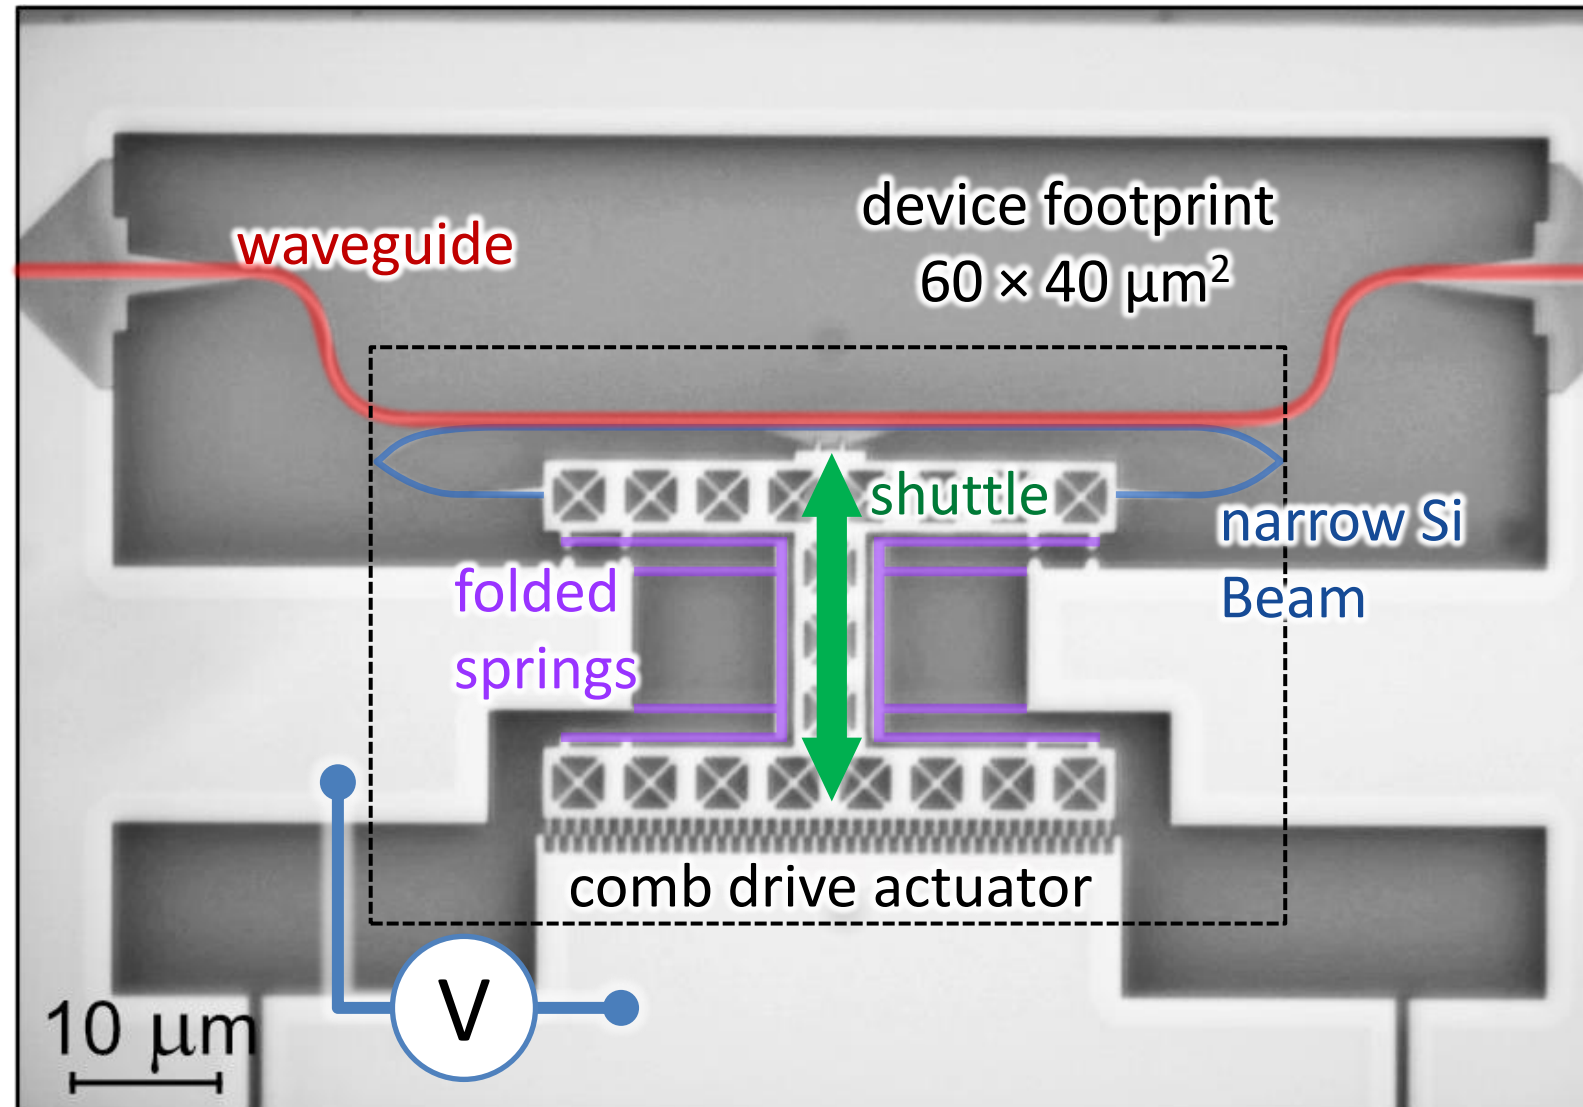 waveguide
device footprint
60 × 40 μm²
shuttle
narrow Si
Beam
folded
springs
comb drive actuator
V
10 μm